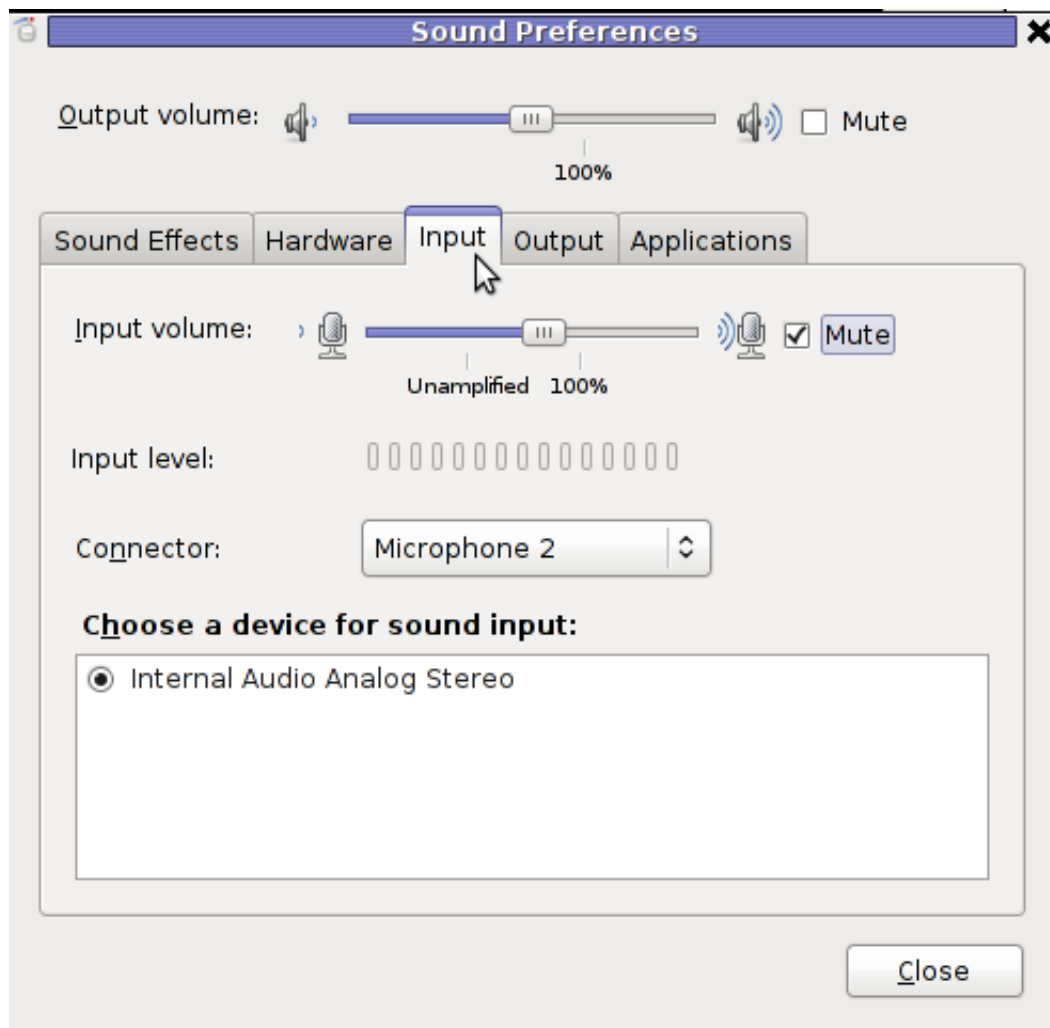 Sound Preferences
Output volume: Mute
100%
Sound Effects Hardware Input Output Applications
Input volume: Mute
Unamplified 100%
Input level:
Connector: Microphone 2
Choose a device for sound input:
Internal Audio Analog Stereo
Close